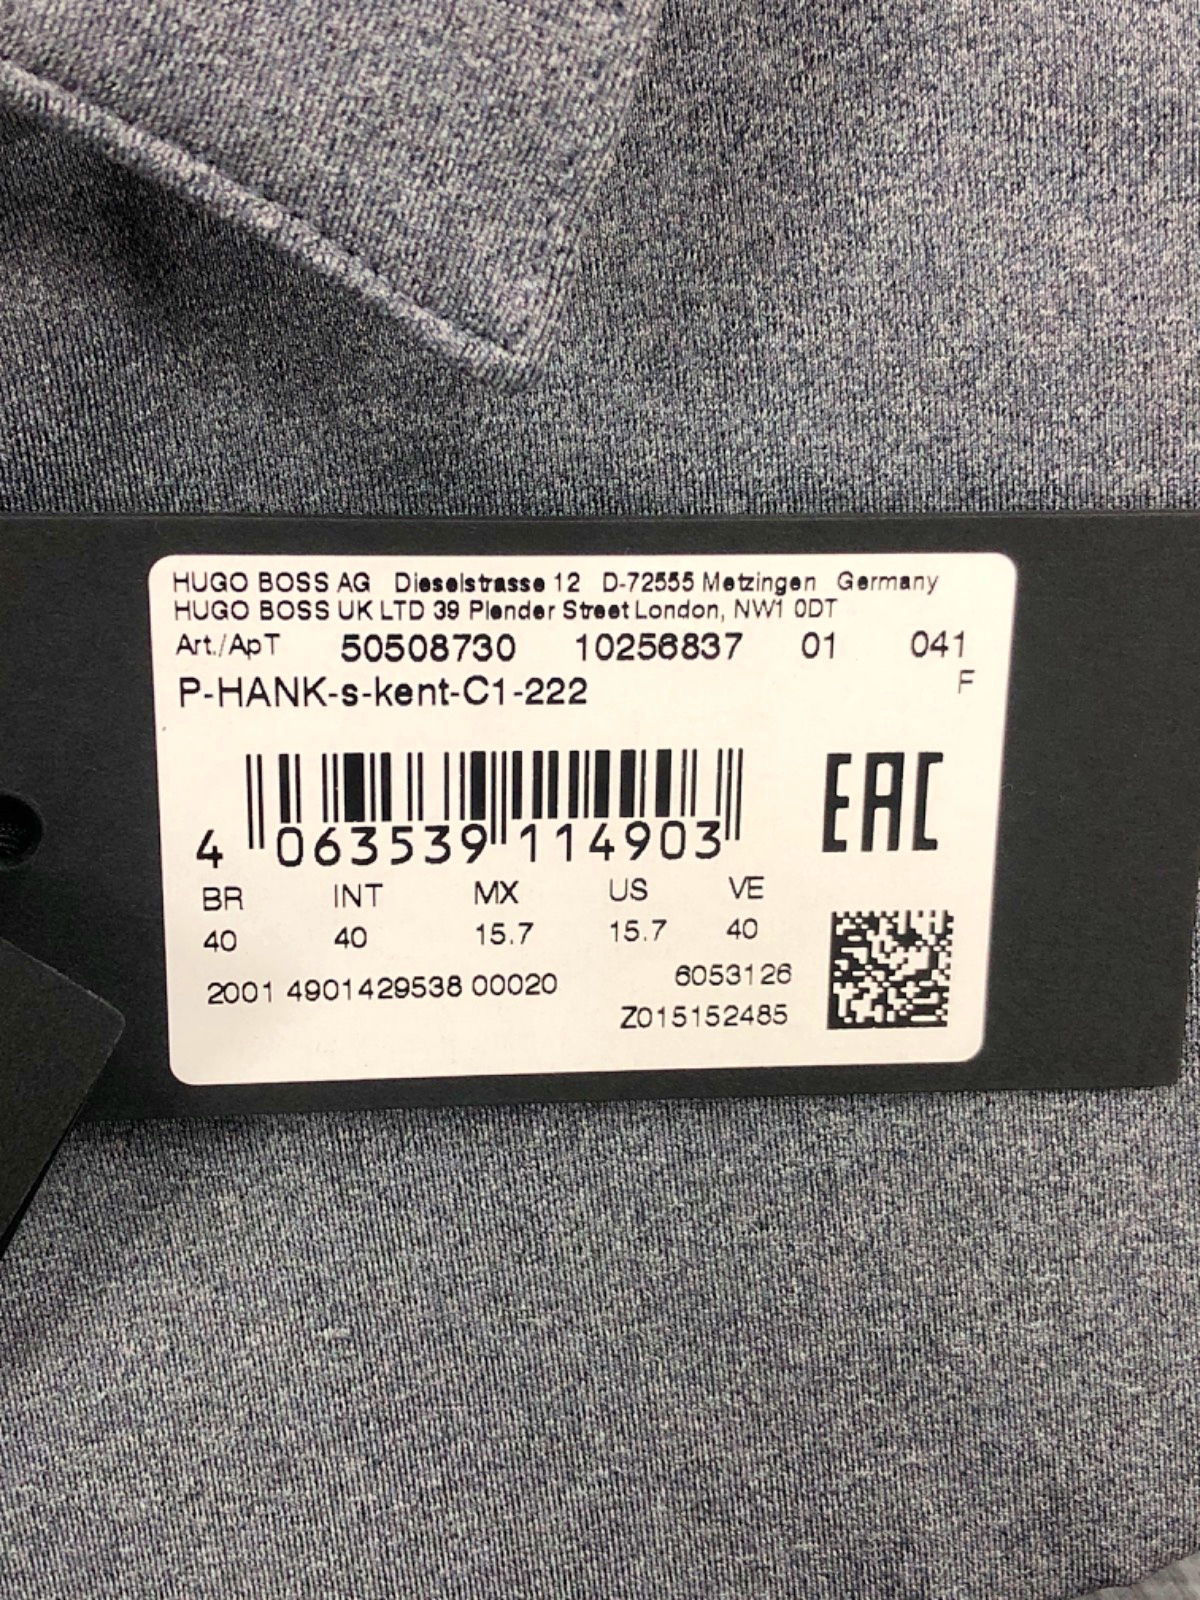 HUGO BOSS AG Dieselstrasse 12 D-72555 Metzingen Germany
HUGO BOSS UK LTD 39 Plender Street London, NW1 0DT
Art./ApT 50508730 10256837 01 041
P-HANK-s-kent-C1-222 F
4 063539 114903 EAC
BR INT MX US VE
40 40 15.7 15.7 40
2001 4901429538 00020 6053126
Z015152485